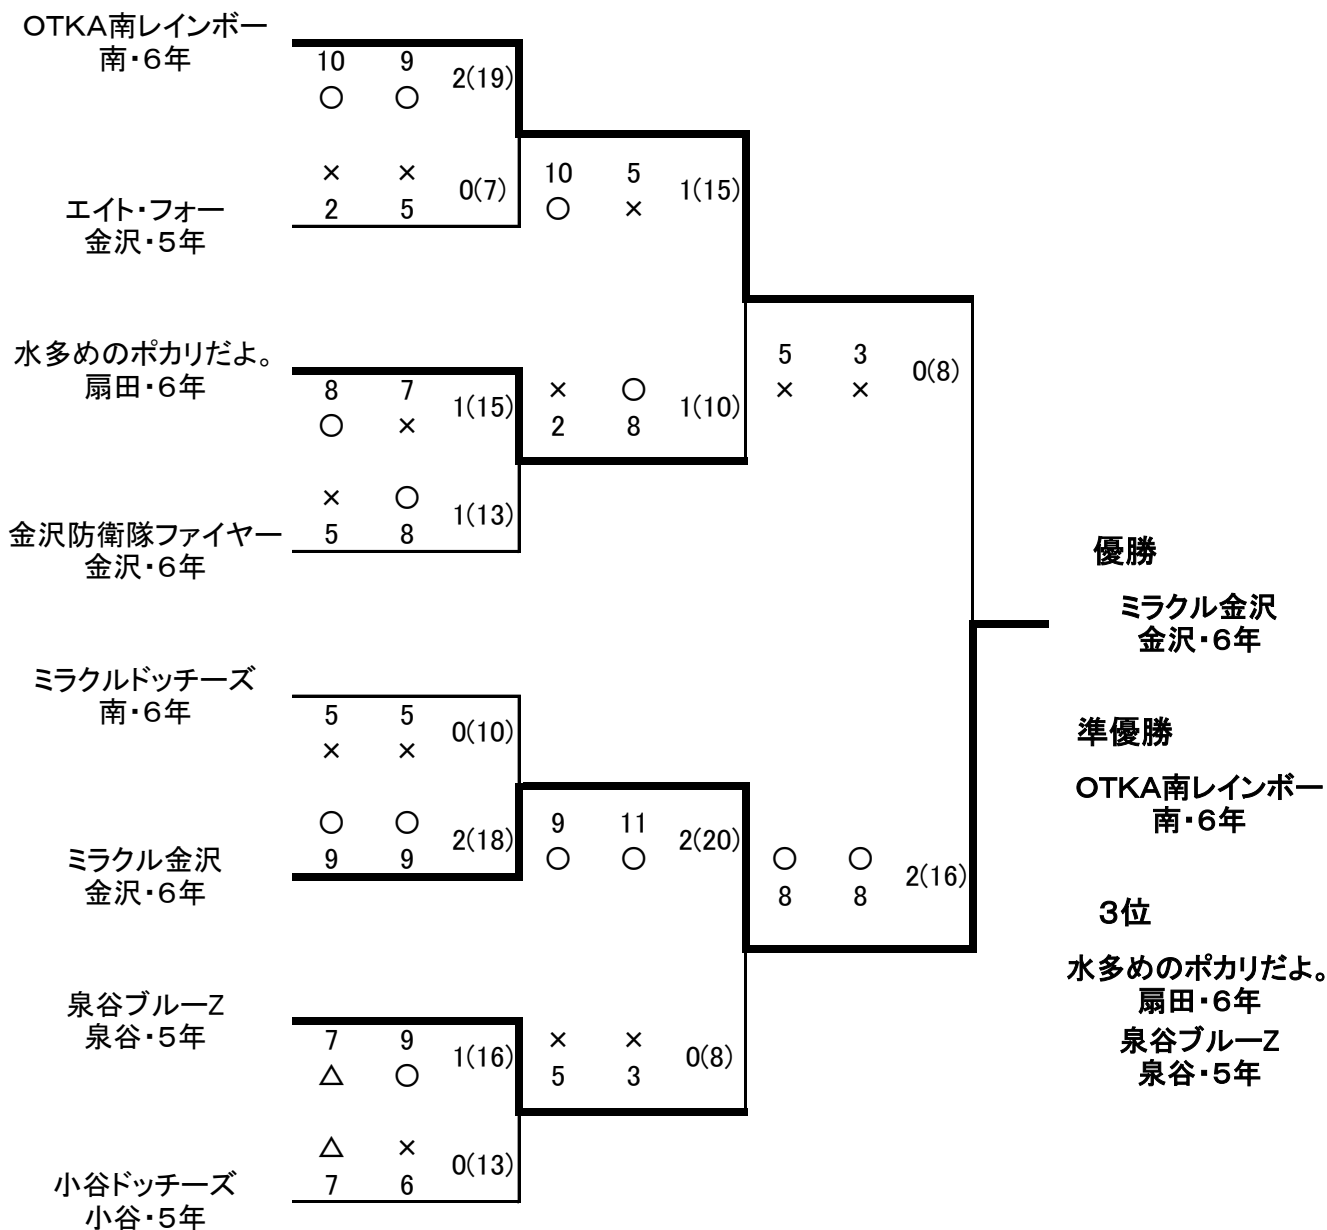 OTKA南レインボー
南・6年
10 9
○ ○
2(19)
× ×
2 5
0(7)
エイト・フォー
金沢・5年
10 5
○ ×
1(15)
水多めのポカリだよ。
扇田・6年
8 7
○ ×
1(15)
× ○
2 8
1(10)
5 3
× ×
0(8)
× ○
5 8
1(13)
金沢防衛隊ファイヤー
金沢・6年
優勝
ミラクル金沢
金沢・6年
ミラクルドッチーズ
南・6年
5 5
× ×
0(10)
準優勝
OTKA南レインボー
南・6年
○ ○
9 9
2(18)
ミラクル金沢
金沢・6年
9 11
○ ○
2(20)
○ ○
8 8
2(16)
3位
水多めのポカリだよ。
扇田・6年
泉谷ブルーZ
泉谷・5年
泉谷ブルーZ
泉谷・5年
7 9
△ ○
1(16)
× ×
5 3
0(8)
△ ×
7 6
0(13)
小谷ドッチーズ
小谷・5年